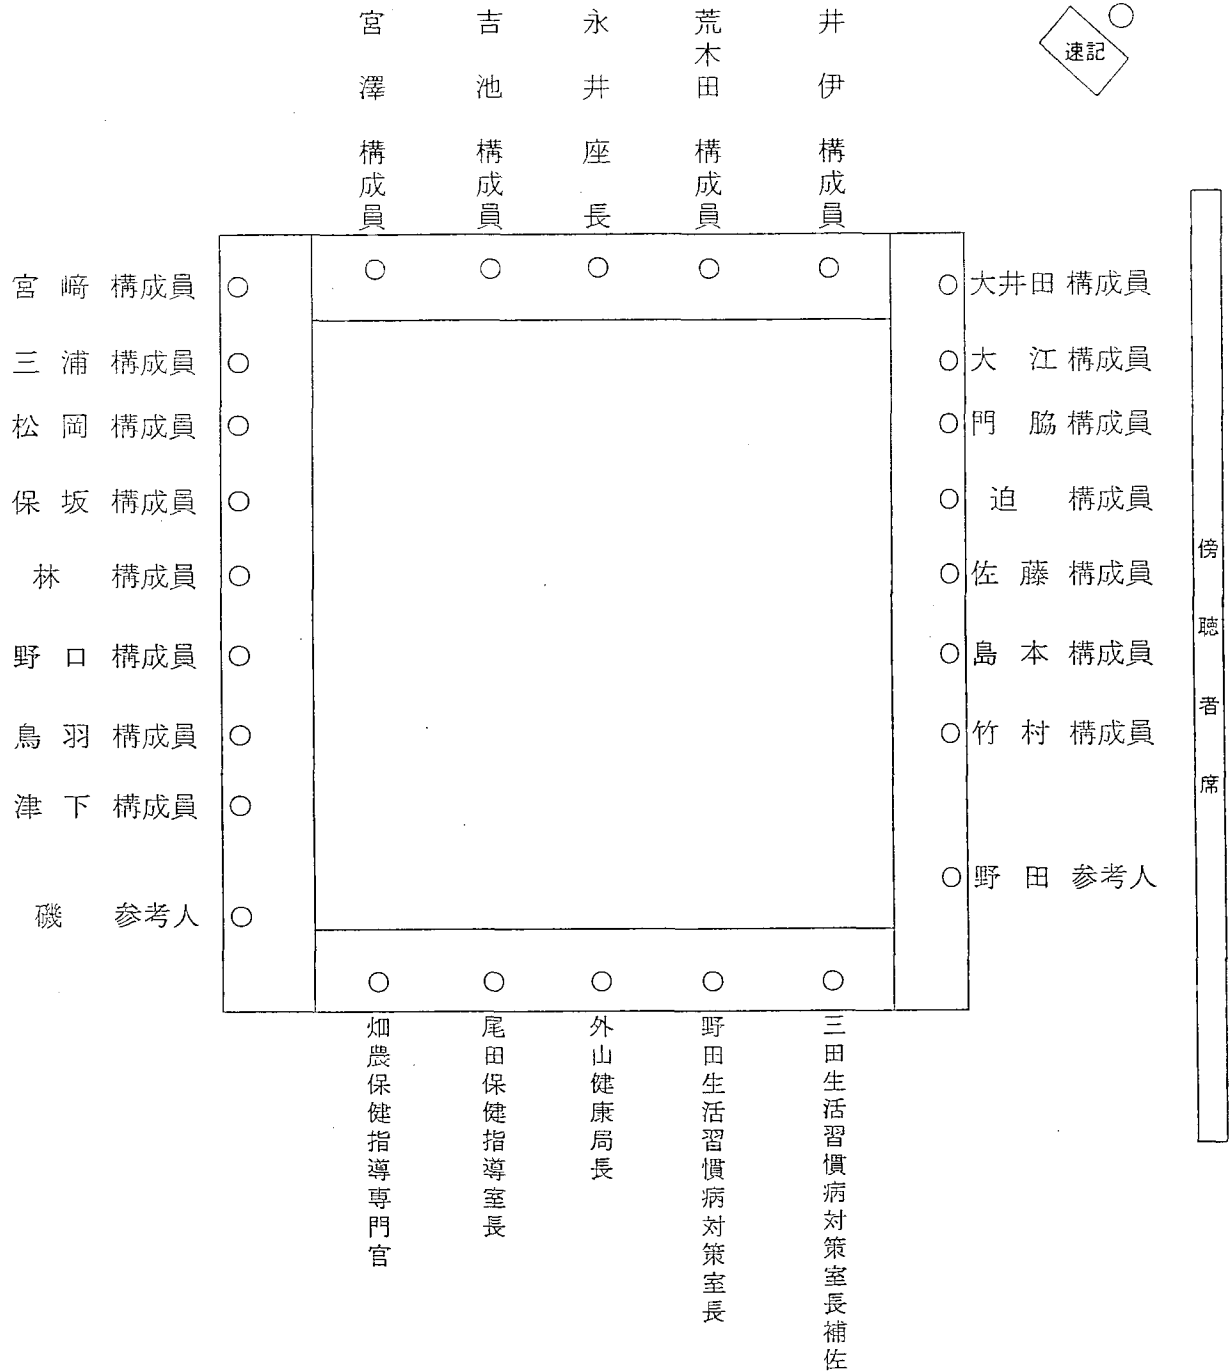 宮澤構成員
吉池構成員
永井座長
荒木田構成員
井伊構成員
速記
宮﨑 構成員
三浦 構成員
松岡 構成員
保坂 構成員
林 構成員
野口 構成員
鳥羽 構成員
津下 構成員
磯 参考人
大井田 構成員
大江 構成員
門脇 構成員
迫 構成員
佐藤 構成員
島本 構成員
竹村 構成員
野田 参考人
傍聴者席
畑農保健指導専門官
尾田保健指導室長
外山健康局長
野田生活習慣病対策室長
三田生活習慣病対策室長補佐